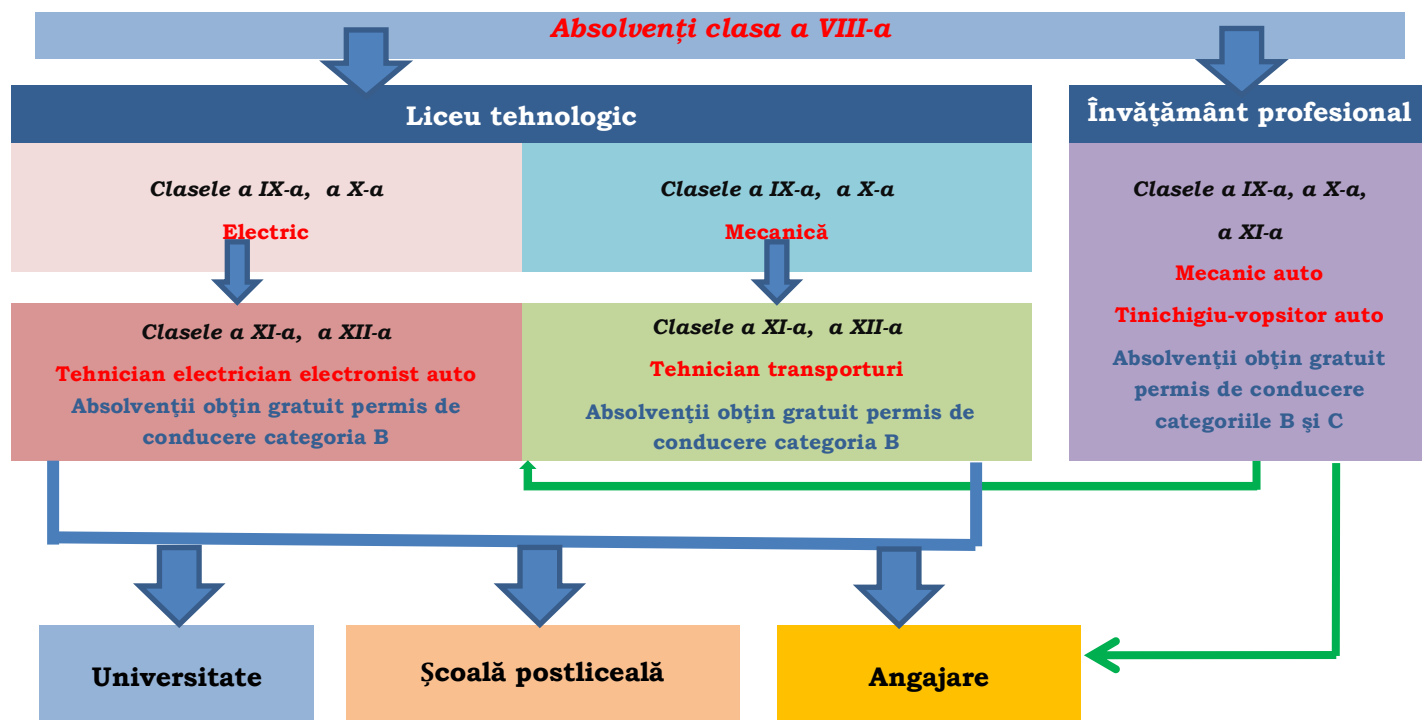 Absolvenți clasa a VIII-a
Liceu tehnologic
Învăţământ profesional
Clasele a IX-a, a X-a
Electric
Clasele a IX-a, a X-a
Mecanică
Clasele a IX-a, a X-a,
a XI-a
Mecanic auto
Tinichigiu-vopsitor auto
Absolvenţii obţin gratuit
permis de conducere
categoriile B şi C
Clasele a XI-a, a XII-a
Tehnician electrician electronist auto
Absolvenţii obţin gratuit permis de
conducere categoria B
Clasele a XI-a, a XII-a
Tehnician transporturi
Absolvenţii obţin gratuit permis de
conducere categoria B
Universitate
Școală postliceală
Angajare